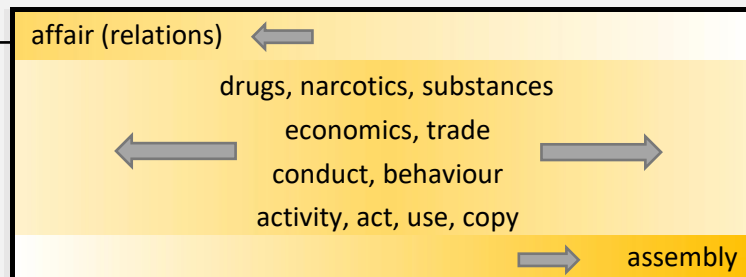 affair (relations)
drugs, narcotics, substances
economics, trade
conduct, behaviour
activity, act, use, copy
assembly